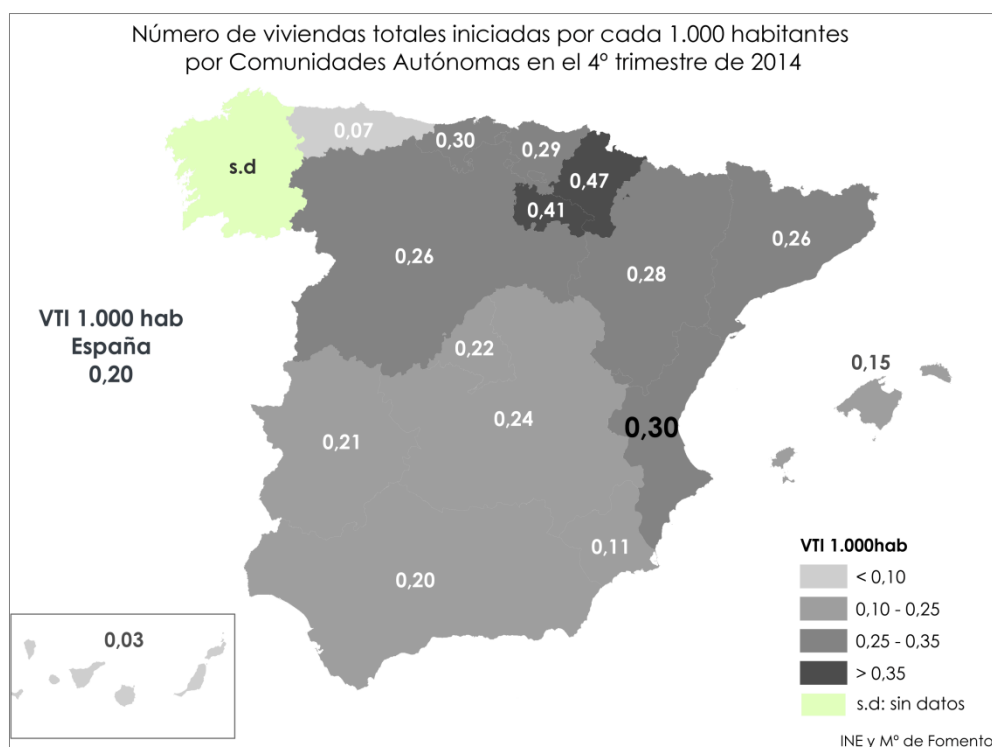 Número de viviendas totales iniciadas por cada 1.000 habitantes
por Comunidades Autónomas en el 4º trimestre de 2014
0,07
0,30
0,29
s.d
0,47
0,41
0,26
0,26
0,28
VTI 1.000 hab
España
0,20
0,22
0,15
0,24
0,30
0,21
0,11
0,20
VTI 1.000hab
< 0,10
0,10 - 0,25
0,25 - 0,35
> 0,35
s.d: sin datos
0,03
INE y Mº de Fomento